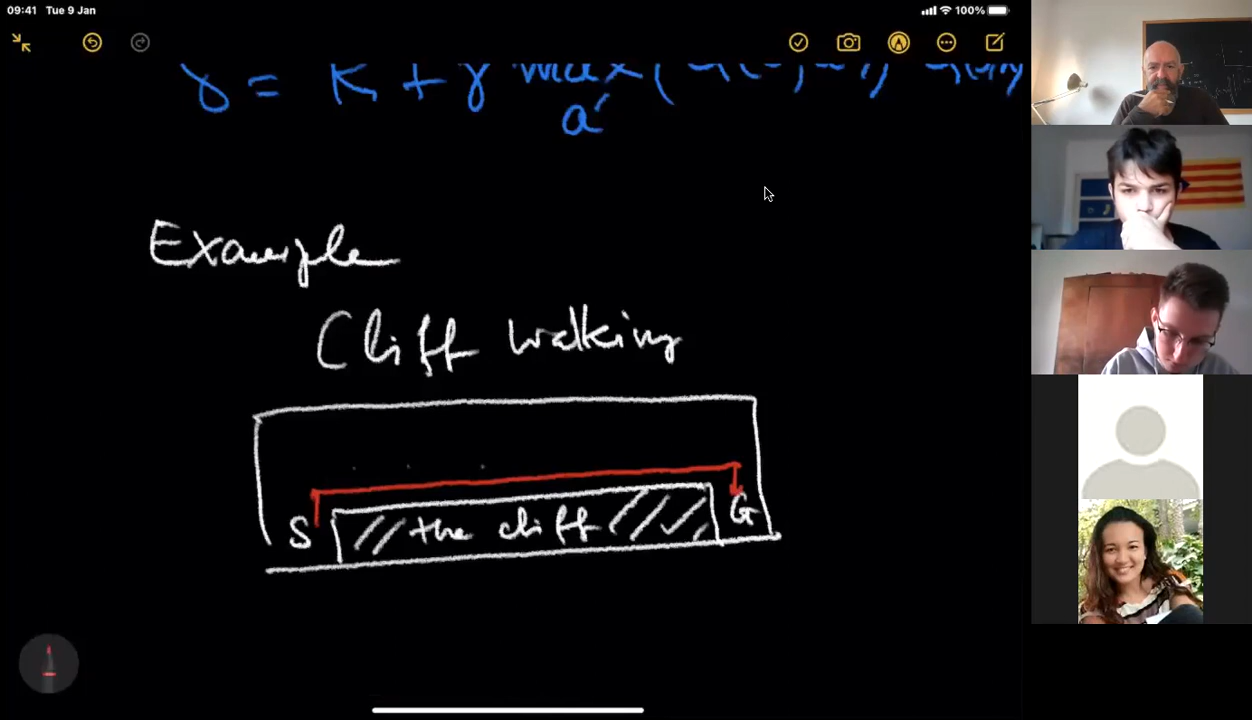 09:41 Tue 9 Jan
100%
a'
Example
Cliff walking
S the cliff G